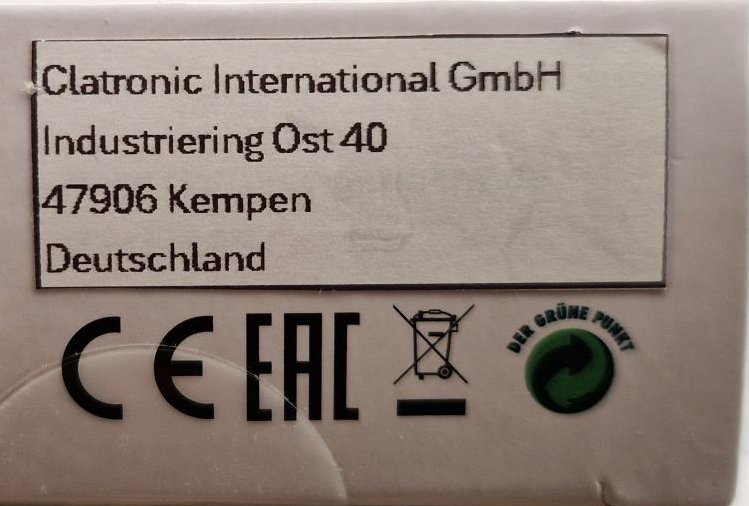 Clatronic International GmbH
Industriering Ost 40
47906 Kempen
Deutschland
CE EAC
DER GRÜNE PUNKT